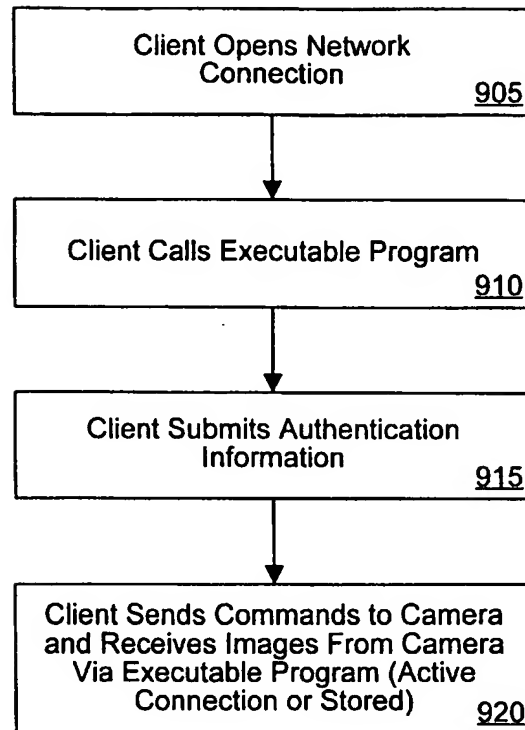 Client Opens Network
Connection
905
Client Calls Executable Program
910
Client Submits Authentication
Information
915
Client Sends Commands to Camera
and Receives Images From Camera
Via Executable Program (Active
Connection or Stored)
920